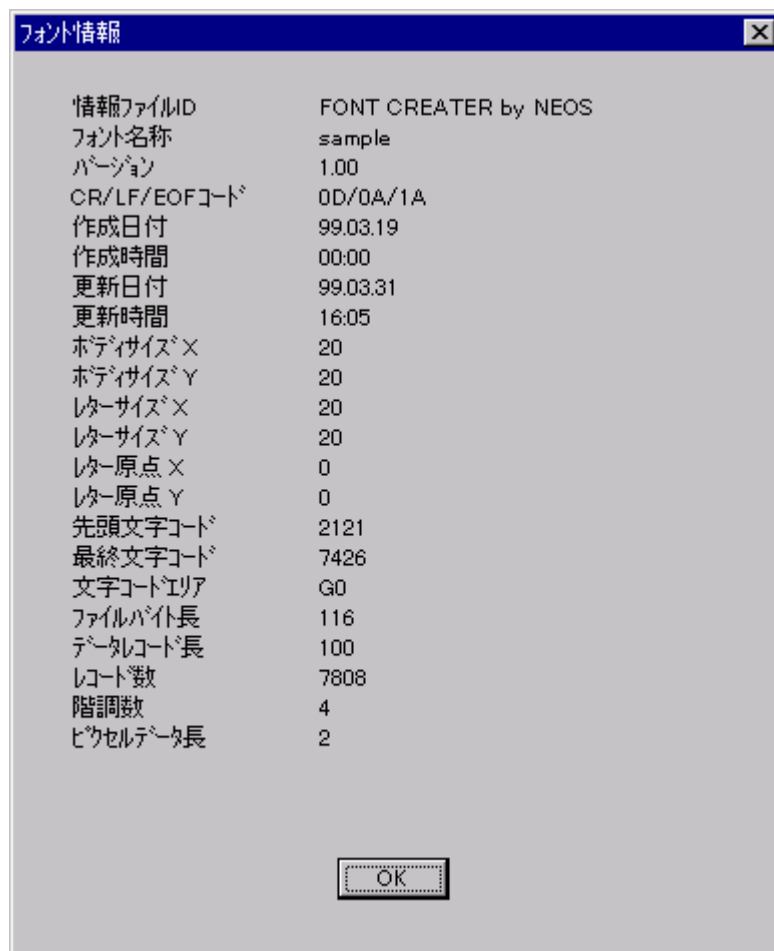 フォント情報
情報ファイルID FONT CREATER by NEOS
フォント名称 sample
バージョン 1.00
CR/LF/EOFコード 0D/0A/1A
作成日付 99.03.19
作成時間 00:00
更新日付 99.03.31
更新時間 16:05
ボディサイズX 20
ボディサイズY 20
レターサイズX 20
レターサイズY 20
レター原点X 0
レター原点Y 0
先頭文字コード 2121
最終文字コード 7426
文字コードエリア G0
ファイルバイト長 116
データレコード長 100
レコード数 7808
階調数 4
ピクセルデータ長 2
OK